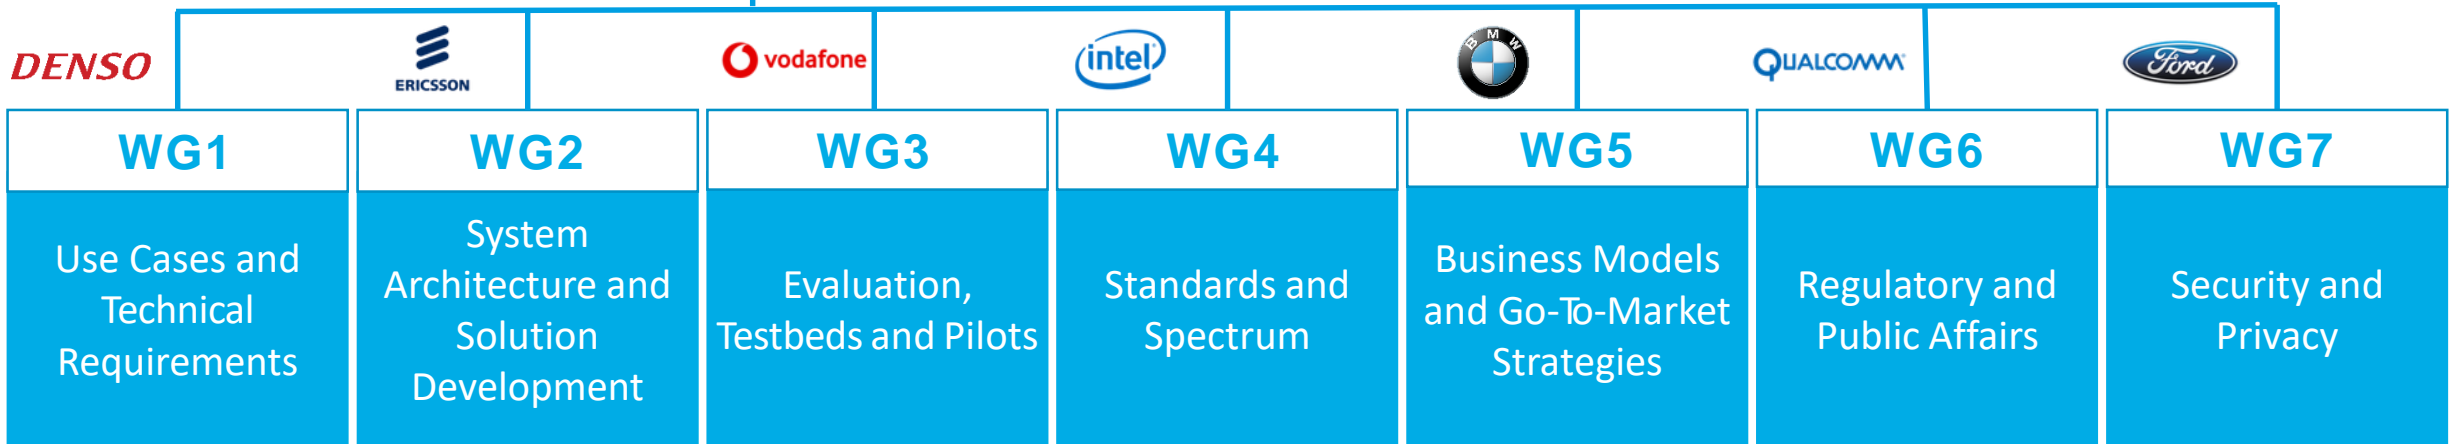 DENSO
ERICSSON
vodafone
intel
BMW
QUALCOMM
Ford
WG1
WG2
WG3
WG4
WG5
WG6
WG7
Use Cases and
Technical
Requirements
System
Architecture and
Solution
Development
Evaluation,
Testbeds and Pilots
Standards and
Spectrum
Business Models
and Go-To-Market
Strategies
Regulatory and
Public Affairs
Security and
Privacy